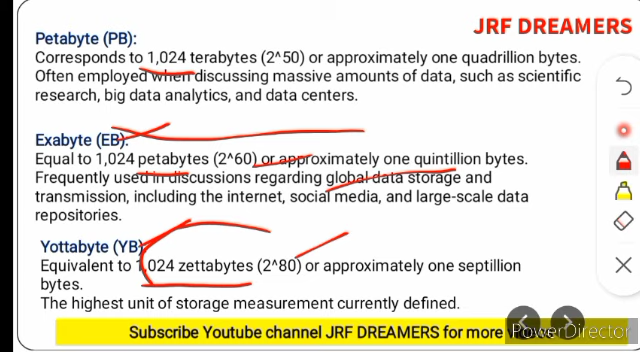 JRF DREAMERS
Petabyte (PB):
Corresponds to 1,024 terabytes (2^50) or approximately one quadrillion bytes.
Often employed when discussing massive amounts of data, such as scientific
research, big data analytics, and data centers.
Exabyte (EB):
Equal to 1,024 petabytes (2^60) or approximately one quintillion bytes.
Frequently used in discussions regarding global data storage and
transmission, including the internet, social media, and large-scale data
repositories.
Yottabyte (YB)
Equivalent to 1,024 zettabytes (2^80) or approximately one septillion
bytes.
The highest unit of storage measurement currently defined.
Subscribe Youtube channel JRF DREAMERS for more
PowerDirector